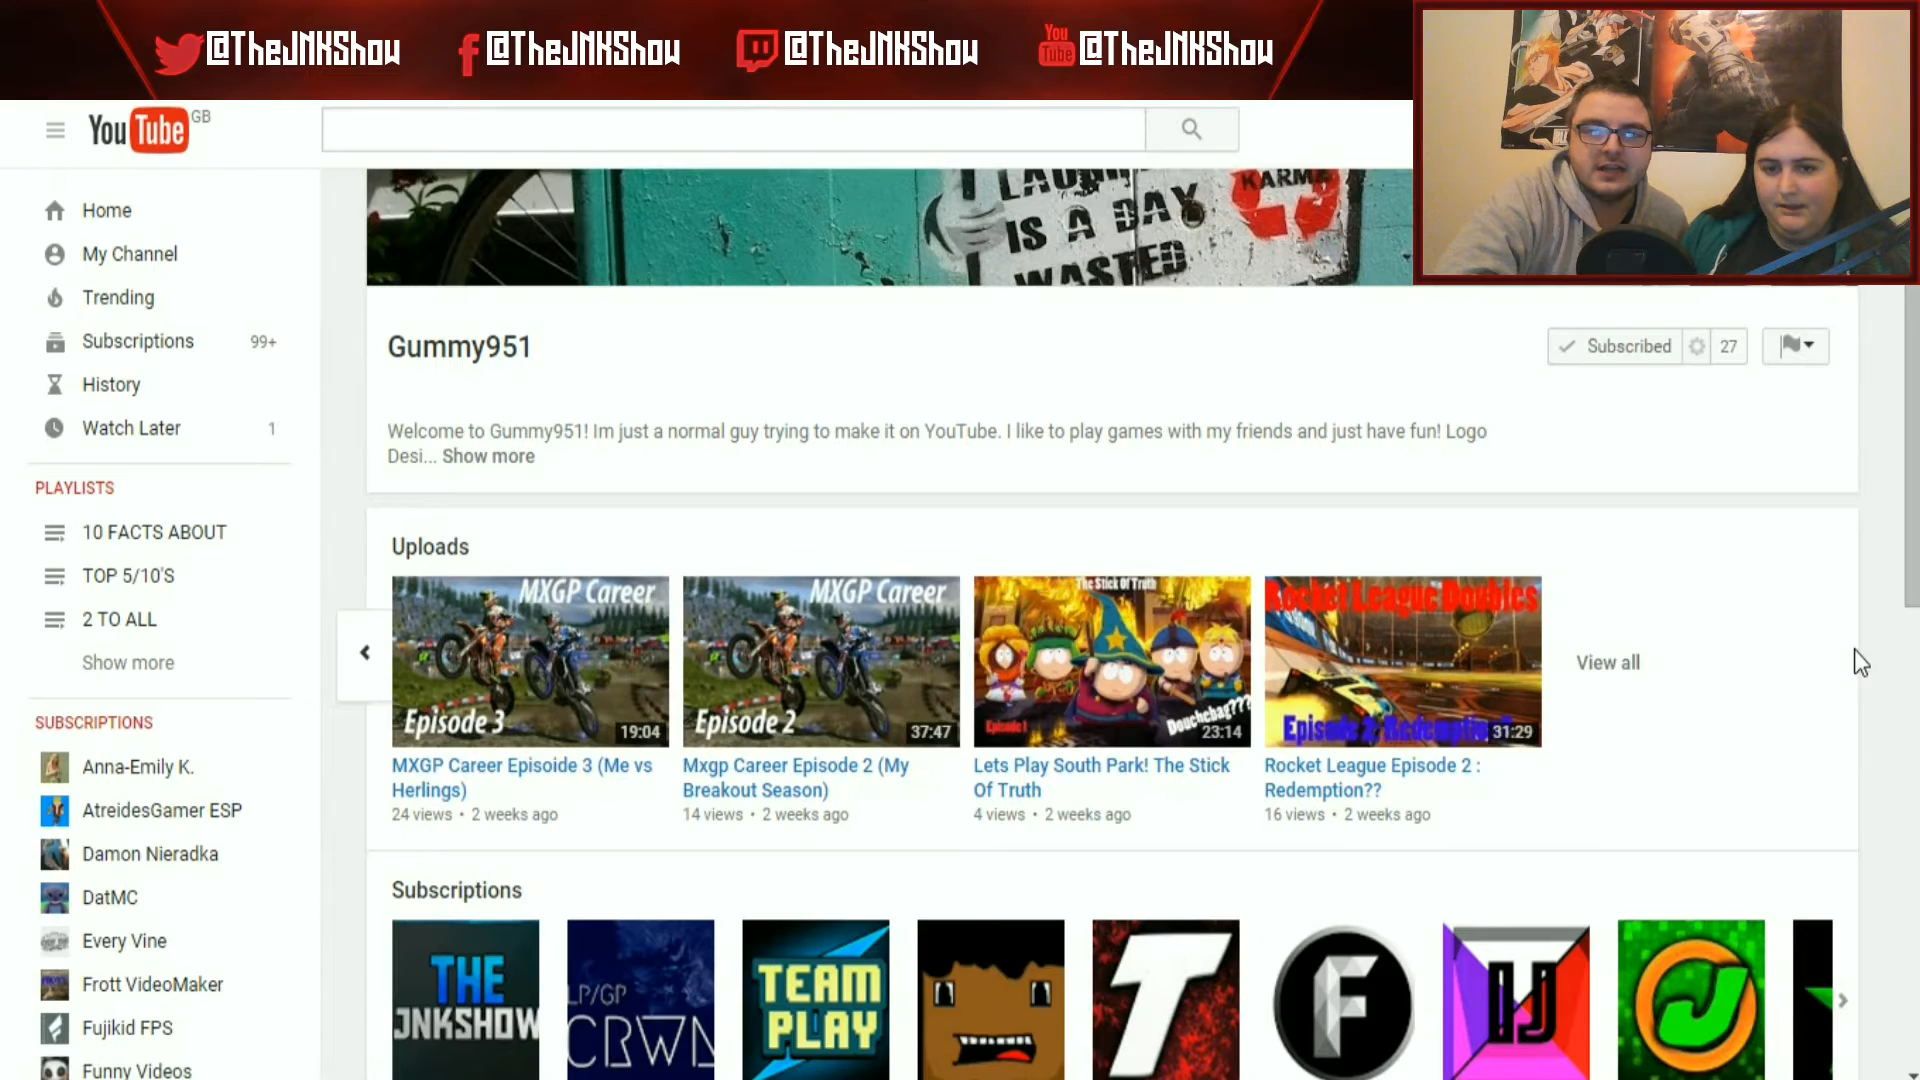 @TheJNKShow @TheJNKShow @TheJNKShow You Tube @TheJNKShow
YouTube GB
Home
My Channel
Trending
Subscriptions 99+
History
Watch Later 1
PLAYLISTS
10 FACTS ABOUT
TOP 5/10'S
2 TO ALL
Show more
SUBSCRIPTIONS
Anna-Emily K.
AtreidesGamer ESP
Damon Nieradka
DatMC
Every Vine
Frott VideoMaker
Fujikid FPS
Funny Videos
IS A DAY
WASTED
KARMA
Gummy951
Subscribed 27
Welcome to Gummy951! Im just a normal guy trying to make it on YouTube. I like to play games with my friends and just have fun! Logo
Desi... Show more
Uploads
MXGP Career
Episode 3
19:04
MXGP Career Episoide 3 (Me vs
Herlings)
24 views • 2 weeks ago
MXGP Career
Episode 2
37:47
Mxgp Career Episode 2 (My
Breakout Season)
14 views • 2 weeks ago
The Stick Of Truth
Episode 1
Douchebag???
23:14
Lets Play South Park! The Stick
Of Truth
4 views • 2 weeks ago
Rocket League Doubles
Episode 2: Redemption
31:29
Rocket League Episode 2 :
Redemption??
16 views • 2 weeks ago
View all
Subscriptions
THE
JNKSHOW
LP/GP
CRWN
TEAM
PLAY
T
F
J